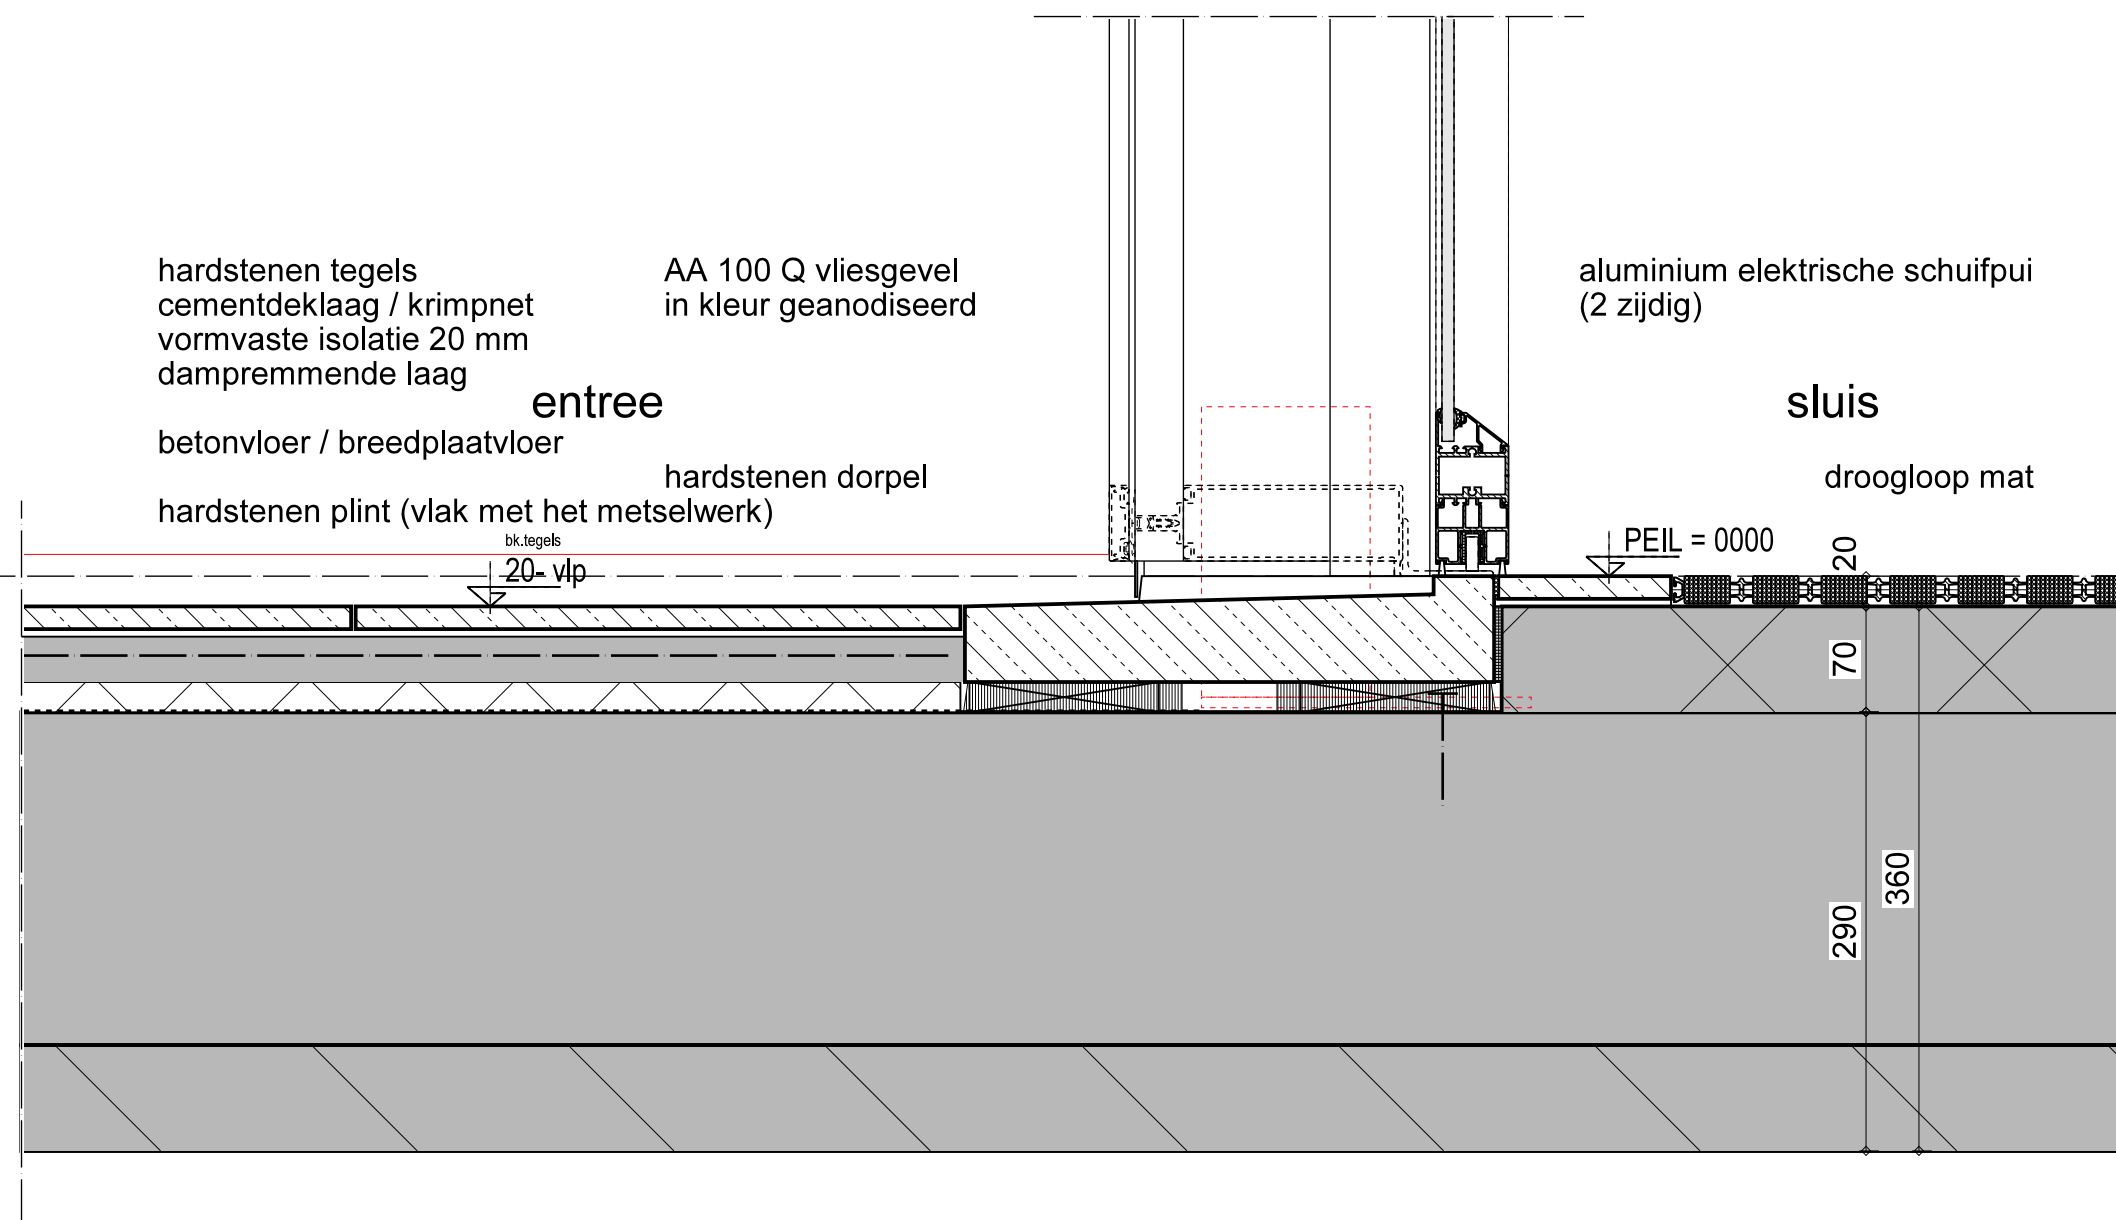 hardstenen tegels
cementdeklaag / krimpnet
vormvaste isolatie 20 mm
dampremmende laag
entree
betonvloer / breedplaatvloer
hardstenen plint (vlak met het metselwerk)
bk.tegels
20- vlp
AA 100 Q vliesgevel
in kleur geanodiseerd
hardstenen dorpel
aluminium elektrische schuifpui
(2 zijdig)
sluis
droogloop mat
PEIL = 0000
20
70
360
290